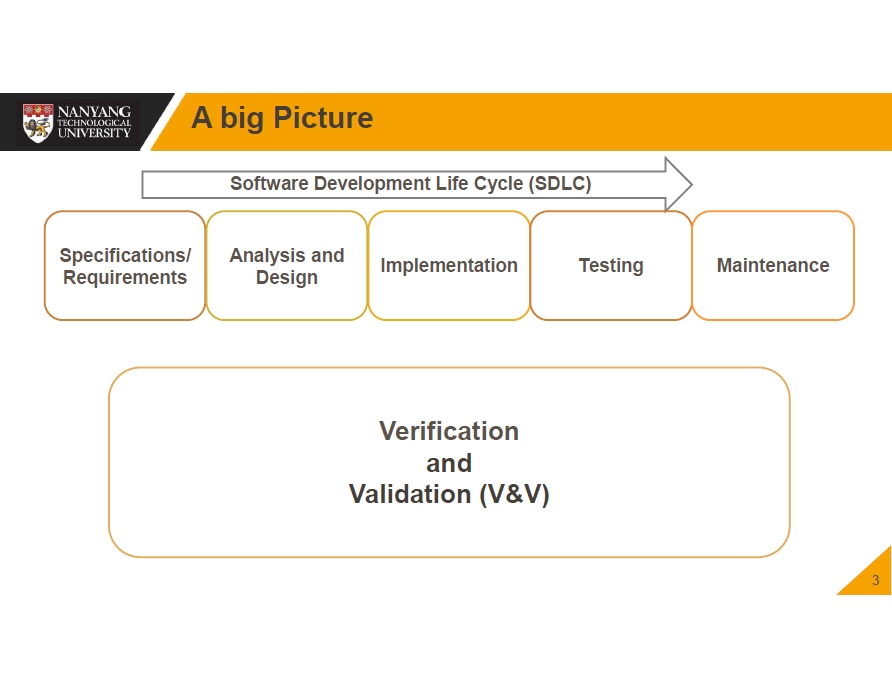 NANYANG
TECHNOLOGICAL
UNIVERSITY
A big Picture
Software Development Life Cycle (SDLC)
Specifications/
Requirements
Analysis and
Design
Implementation
Testing
Maintenance
Verification
and
Validation (V&V)
3